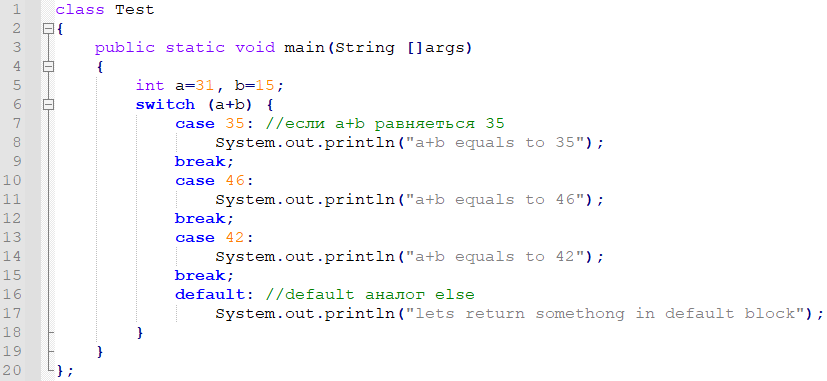 1 class Test
2 {
3 public static void main(String []args)
4 {
5 int a=31, b=15;
6 switch (a+b) {
7 case 35: //если a+b равняеться 35
8 System.out.println("a+b equals to 35");
9 break;
10 case 46:
11 System.out.println("a+b equals to 46");
12 break;
13 case 42:
14 System.out.println("a+b equals to 42");
15 break;
16 default: //default аналог else
17 System.out.println("lets return somethong in default block");
18 }
19 }
20 };